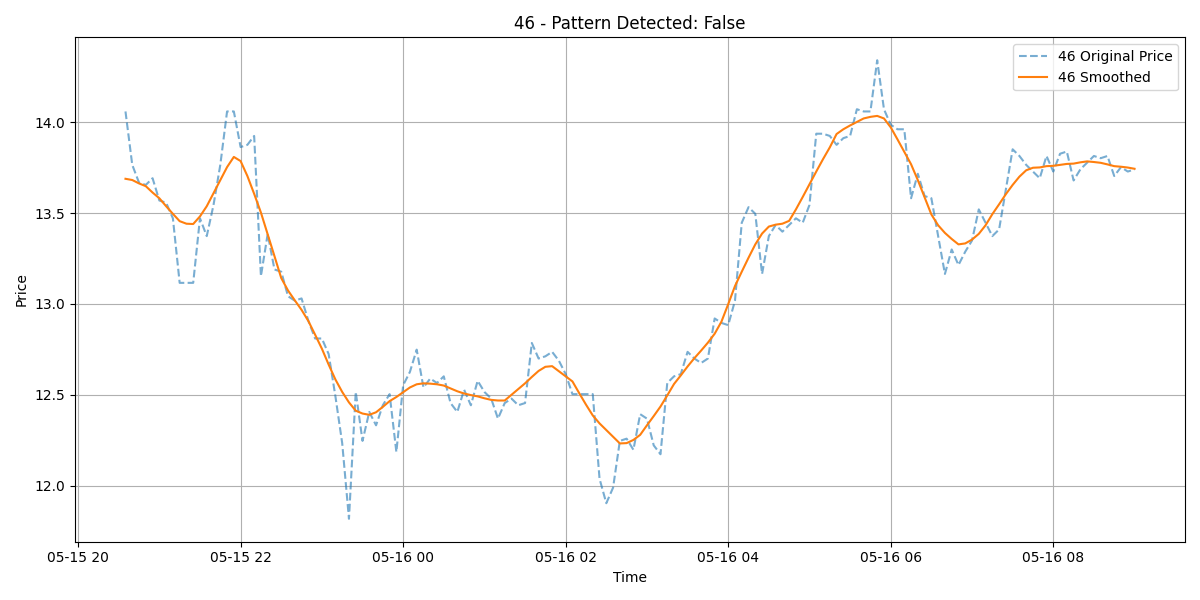 46 - Pattern Detected: False
46 Original Price
46 Smoothed
Price
14.0
13.5
13.0
12.5
12.0
05-15 20
05-15 22
05-16 00
05-16 02
05-16 04
05-16 06
05-16 08
Time